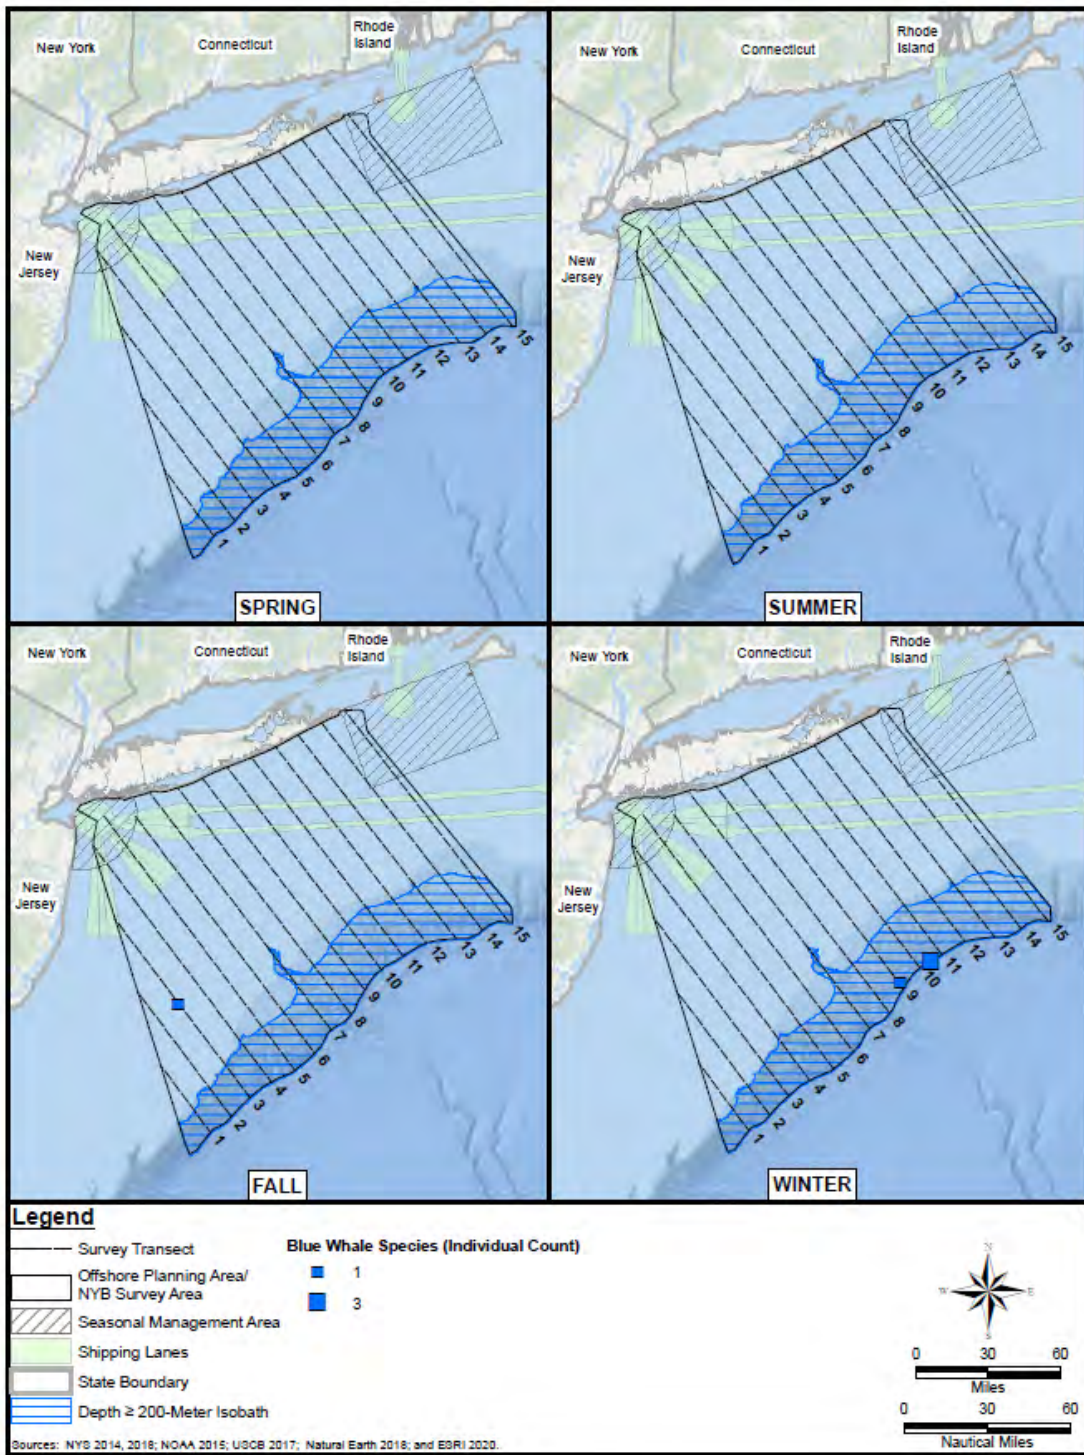 New York
Connecticut
Rhode
Island
New
Jersey
1
2
3
4
5
6
7
8
9
10
11
12
13
14
15
SPRING
New York
Connecticut
Rhode
Island
New
Jersey
1
2
3
4
5
6
7
8
9
10
11
12
13
14
15
SUMMER
New York
Connecticut
Rhode
Island
New
Jersey
1
2
3
4
5
6
7
8
9
10
11
12
13
14
15
FALL
New York
Connecticut
Rhode
Island
New
Jersey
1
2
3
4
5
6
7
8
9
10
11
12
13
14
15
WINTER
Legend
Survey Transect
Offshore Planning Area/
NYB Survey Area
Seasonal Management Area
Shipping Lanes
State Boundary
Depth ≥ 200-Meter Isobath
Blue Whale Species (Individual Count)
1
3
N
W E
S
0 30 60
Miles
0 30 60
Nautical Miles
Sources: NYS 2014, 2018; NOAA 2015; USCB 2017; Natural Earth 2018; and ESRI 2020.